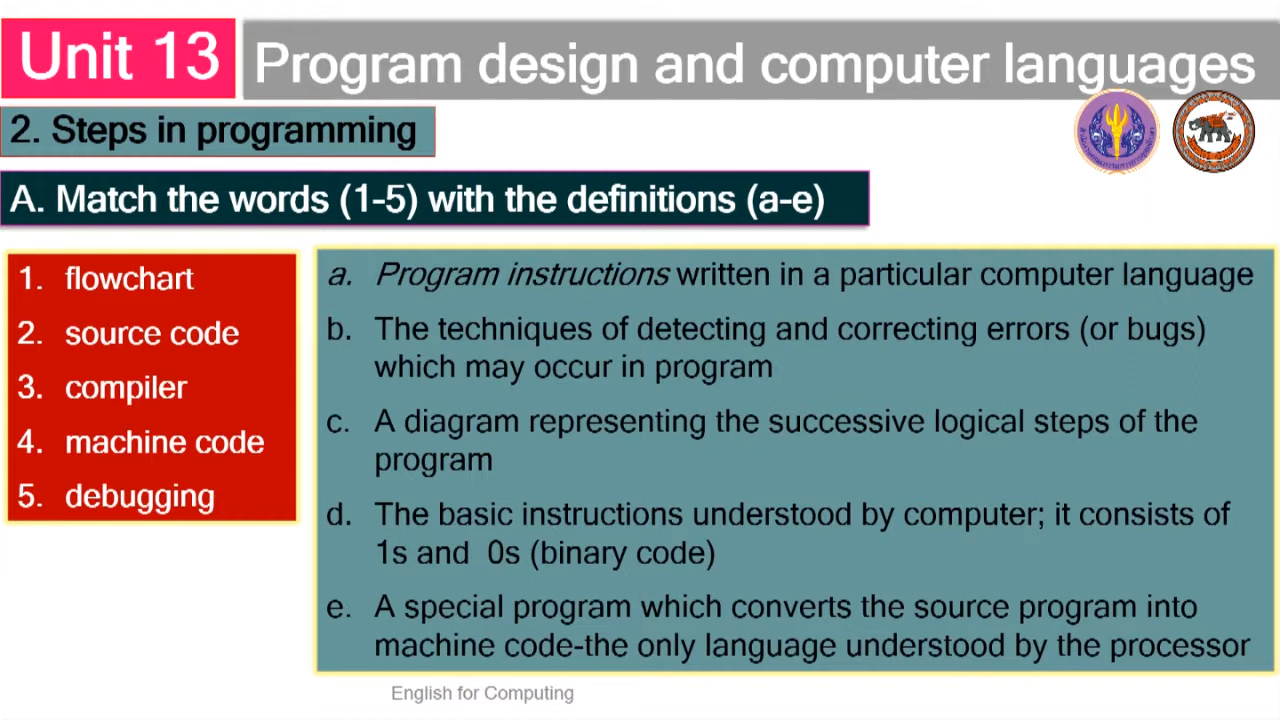 Unit 13
Program design and computer languages
2. Steps in programming
A. Match the words (1-5) with the definitions (a-e)
1. flowchart
2. source code
3. compiler
4. machine code
5. debugging
a. Program instructions written in a particular computer language
b. The techniques of detecting and correcting errors (or bugs)
which may occur in program
c. A diagram representing the successive logical steps of the
program
d. The basic instructions understood by computer; it consists of
1s and 0s (binary code)
e. A special program which converts the source program into
machine code-the only language understood by the processor
English for Computing